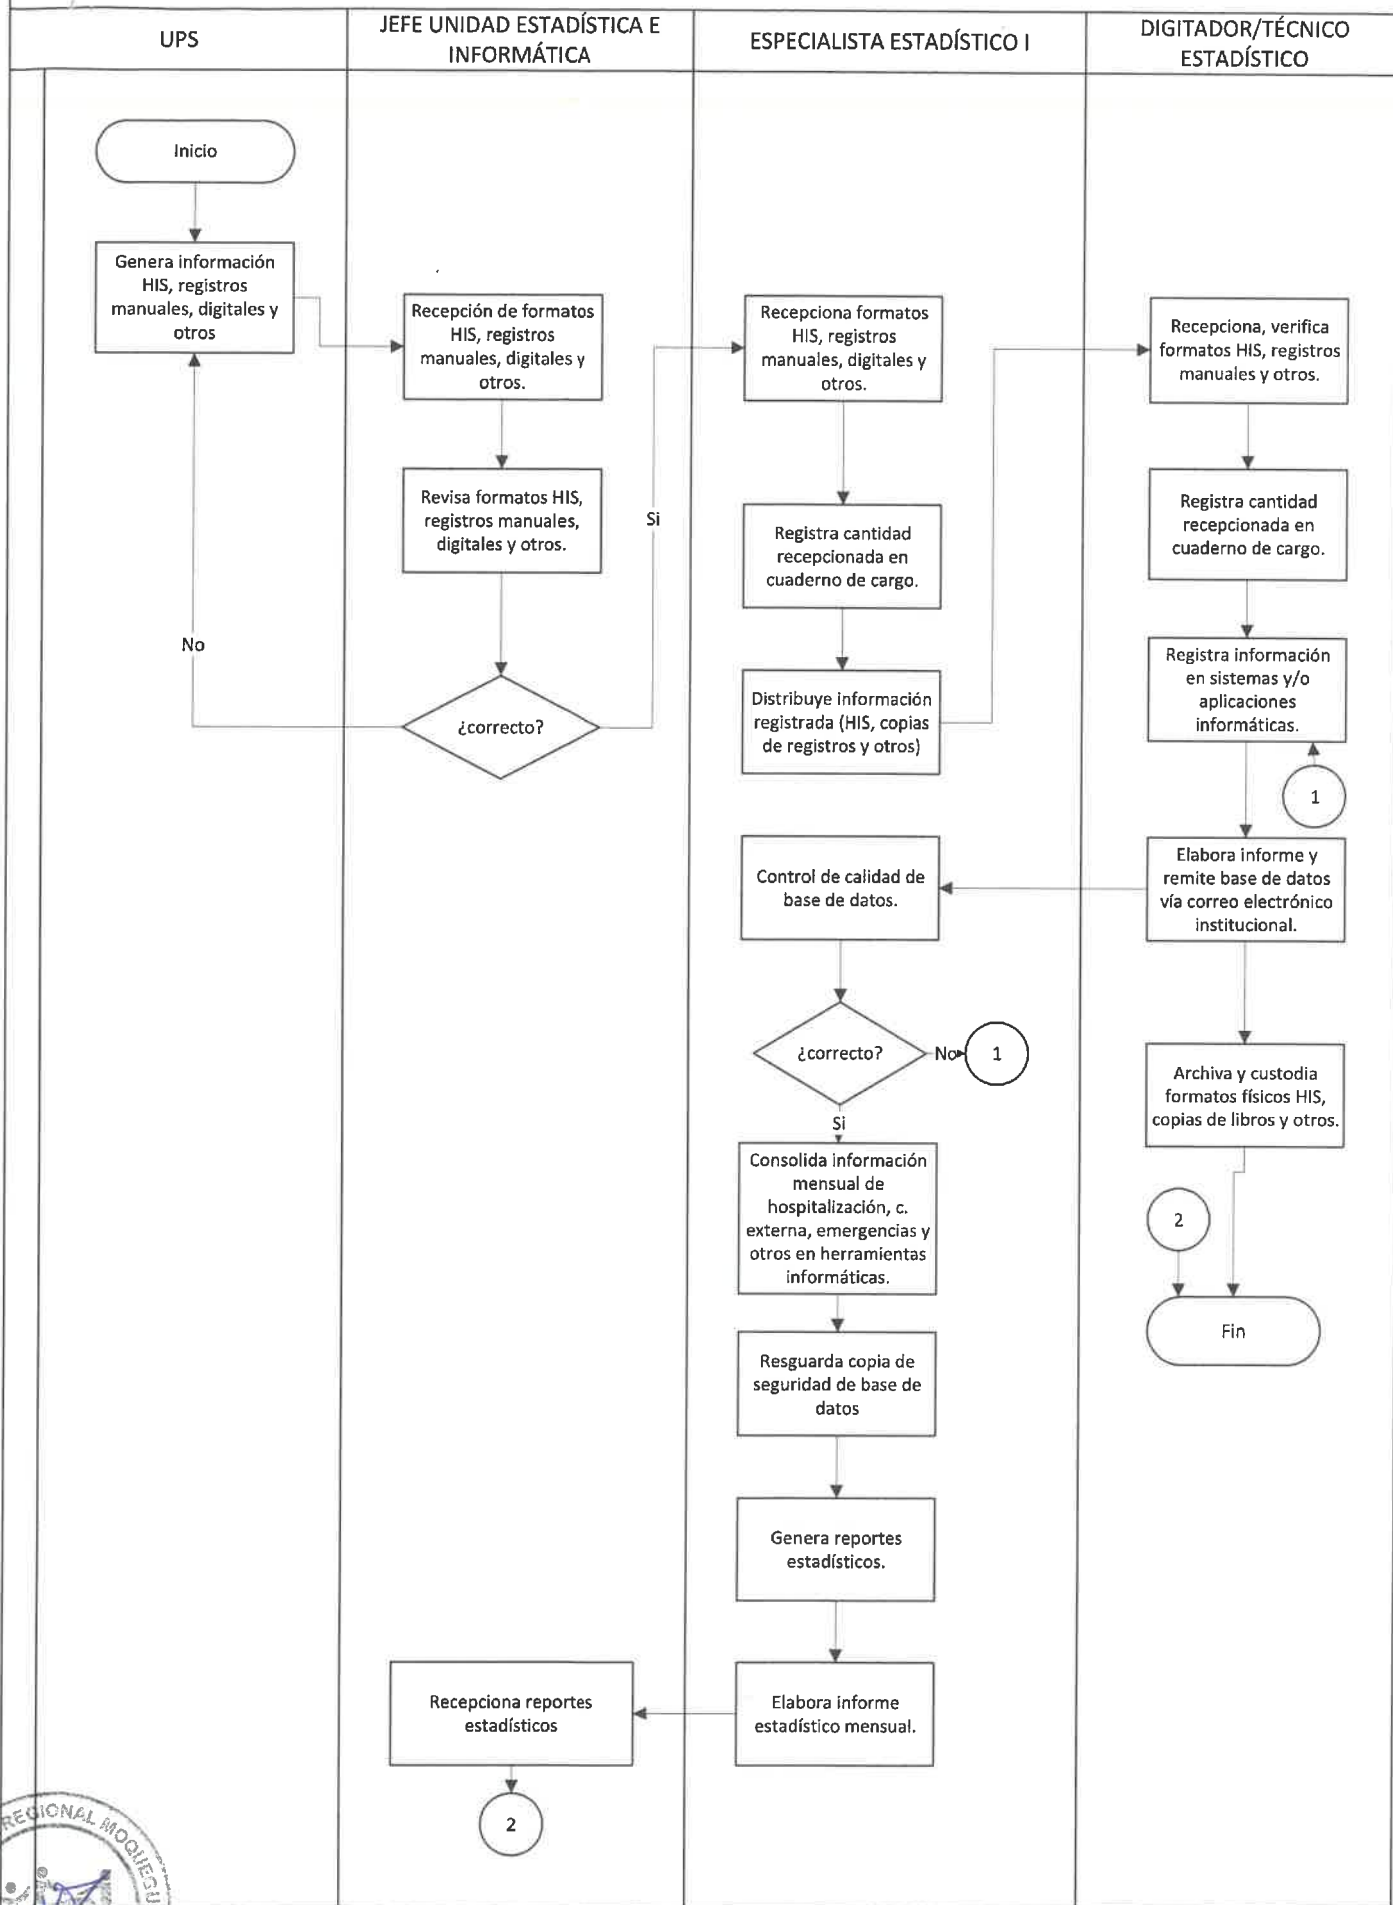 UPS
JEFE UNIDAD ESTADÍSTICA E
INFORMÁTICA
ESPECIALISTA ESTADÍSTICO I
DIGITADOR/TÉCNICO
ESTADÍSTICO
Inicio
Genera información
HIS, registros
manuales, digitales y
otros
No
Recepción de formatos
HIS, registros
manuales, digitales y
otros.
Revisa formatos HIS,
registros manuales,
digitales y otros.
¿correcto?
Si
Recepciona formatos
HIS, registros
manuales, digitales y
otros.
Registra cantidad
recepcionada en
cuaderno de cargo.
Distribuye información
registrada (HIS, copias
de registros y otros)
Recepciona, verifica
formatos HIS, registros
manuales y otros.
Registra cantidad
recepcionada en
cuaderno de cargo.
Registra información
en sistemas y/o
aplicaciones
informáticas.
1
Elabora informe y
remite base de datos
vía correo electrónico
institucional.
Control de calidad de
base de datos.
¿correcto?
No
1
Si
Archiva y custodia
formatos físicos HIS,
copias de libros y otros.
2
Fin
Consolida información
mensual de
hospitalización, c.
externa, emergencias y
otros en herramientas
informáticas.
Resguarda copia de
seguridad de base de
datos
Genera reportes
estadísticos.
Elabora informe
estadístico mensual.
Recepciona reportes
estadísticos
2
REGIONAL MOQUEGU